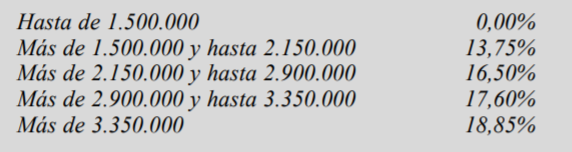 Hasta de 1.500.000 0,00%
Más de 1.500.000 y hasta 2.150.000 13,75%
Más de 2.150.000 y hasta 2.900.000 16,50%
Más de 2.900.000 y hasta 3.350.000 17,60%
Más de 3.350.000 18,85%